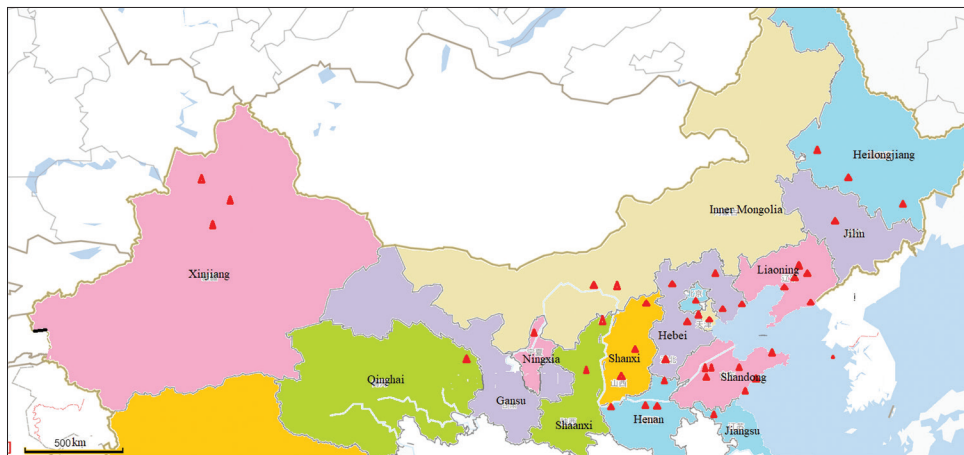 Heilongjiang
Inner Mongolia
Jilin
Liaoning
Xinjiang
Hebei
Ningxia
Shanxi
Qinghai
Shandong
Gansu
Shaanxi
Henan
Jiangsu
500km